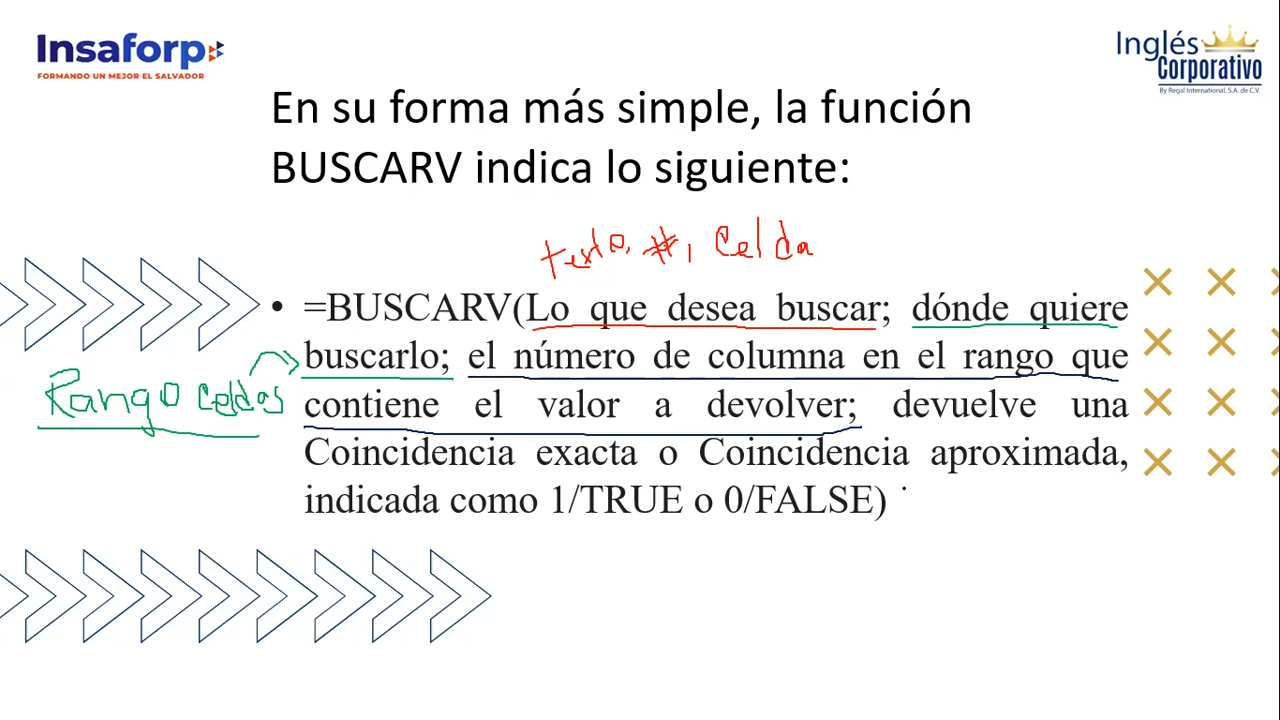 Insaforp
FORMANDO UN MEJOR EL SALVADOR
Inglés
Corporativo
By Regal International, S.A. de C.V.
En su forma más simple, la función
BUSCARV indica lo siguiente:
texto, #, Celda
• =BUSCARV(Lo que desea buscar; dónde quiere
buscarlo; el número de columna en el rango que
Rango Celdas
contiene el valor a devolver; devuelve una
Coincidencia exacta o Coincidencia aproximada,
indicada como 1/TRUE o 0/FALSE)